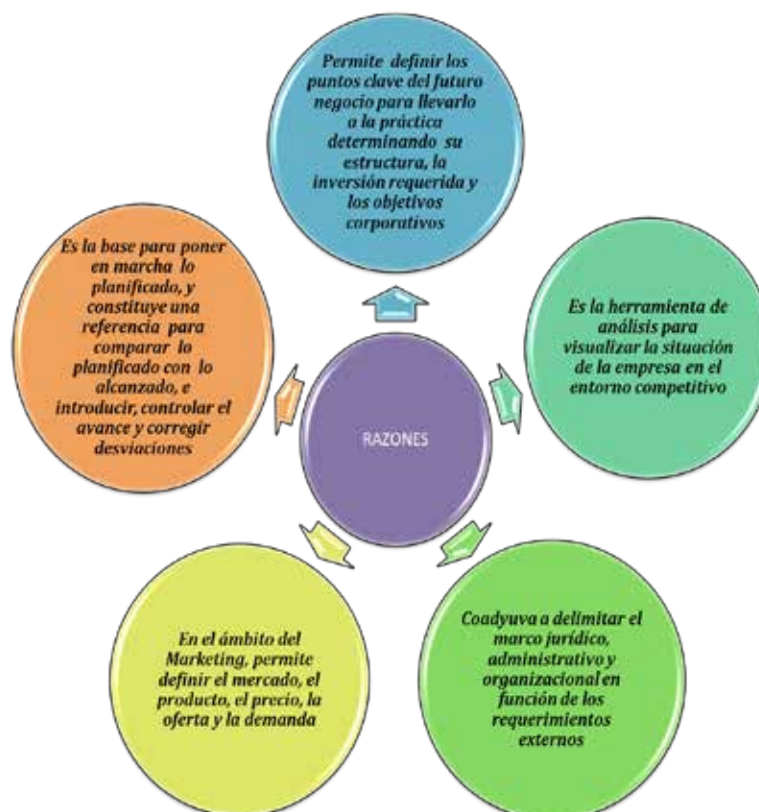 Permite definir los
puntos clave del futuro
negocio para llevarlo
a la práctica
determinando su
estructura, la
inversión requerida y
los objetivos
corporativos
Es la base para poner
en marcha lo
planificado, y
constituye una
referencia para
comparar lo
planificado con lo
alcanzado, e
introducir, controlar el
avance y corregir
desviaciones
Es la herramienta de
análisis para
visualizar la situación
de la empresa en el
entorno competitivo
RAZONES
En el ámbito del
Marketing, permite
definir el mercado, el
producto, el precio, la
oferta y la demanda
Coadyuva a delimitar el
marco jurídico,
administrativo y
organizacional en
función de los
requerimientos
externos